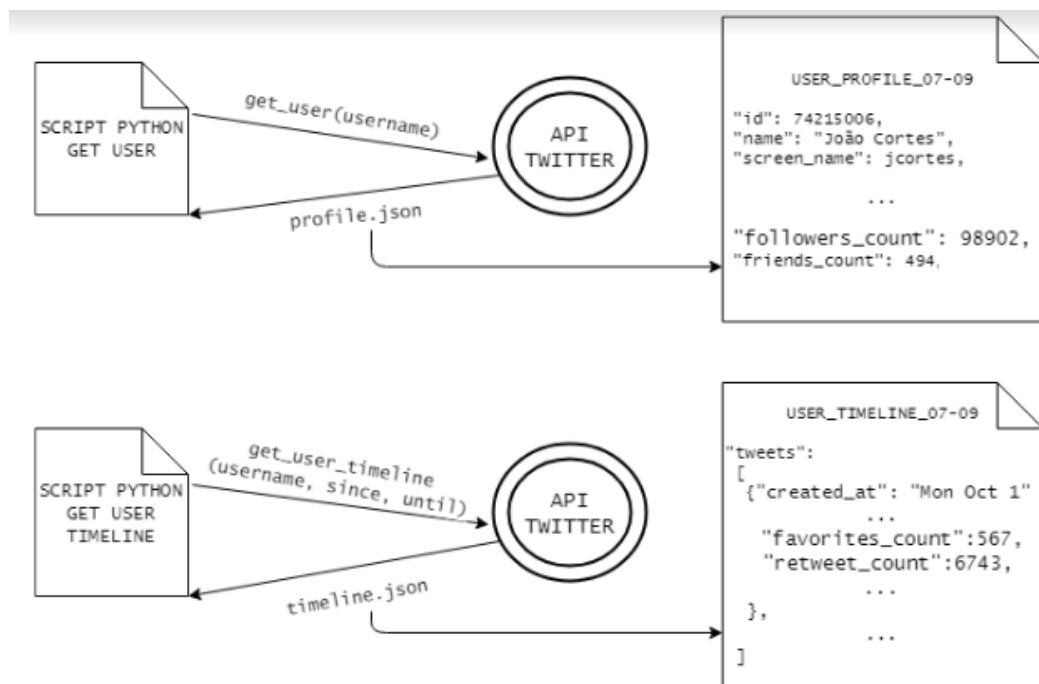 SCRIPT PYTHON
GET USER
get_user(username)
API
TWITTER
profile.json
USER_PROFILE_07-09
"id": 74215006,
"name": "João Cortes",
"screen_name": jcortes,
...
"followers_count": 98902,
"friends_count": 494,
SCRIPT PYTHON
GET USER
TIMELINE
get_user_timeline
(username, since, until)
API
TWITTER
timeline.json
USER_TIMELINE_07-09
"tweets":
[
{"created_at": "Mon Oct 1"
...
"favorites_count":567,
"retweet_count":6743,
...
},
...
]